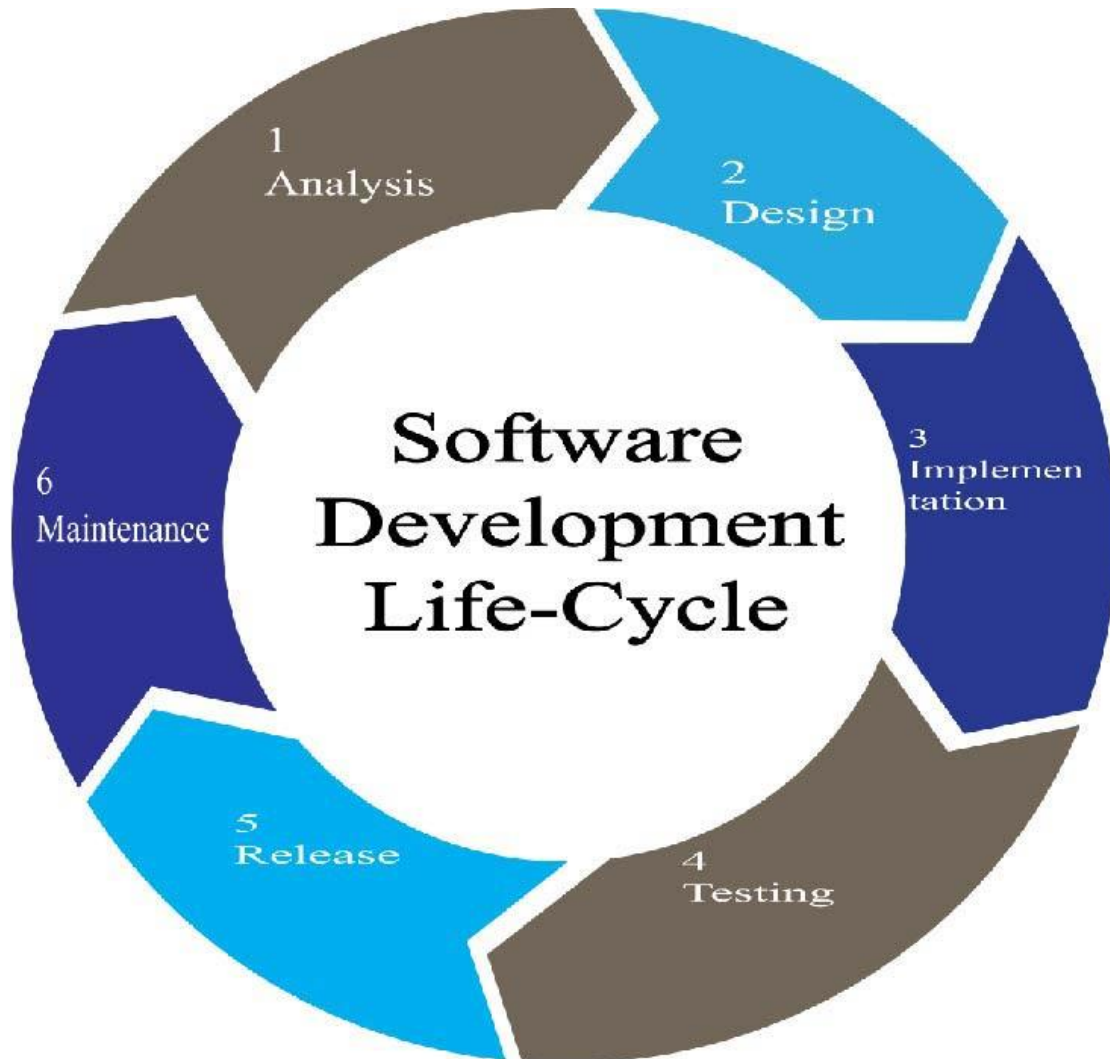 1
Analysis
2
Design
3
Implemen
tation
4
Testing
5
Release
6
Maintenance
Software
Development
Life-Cycle